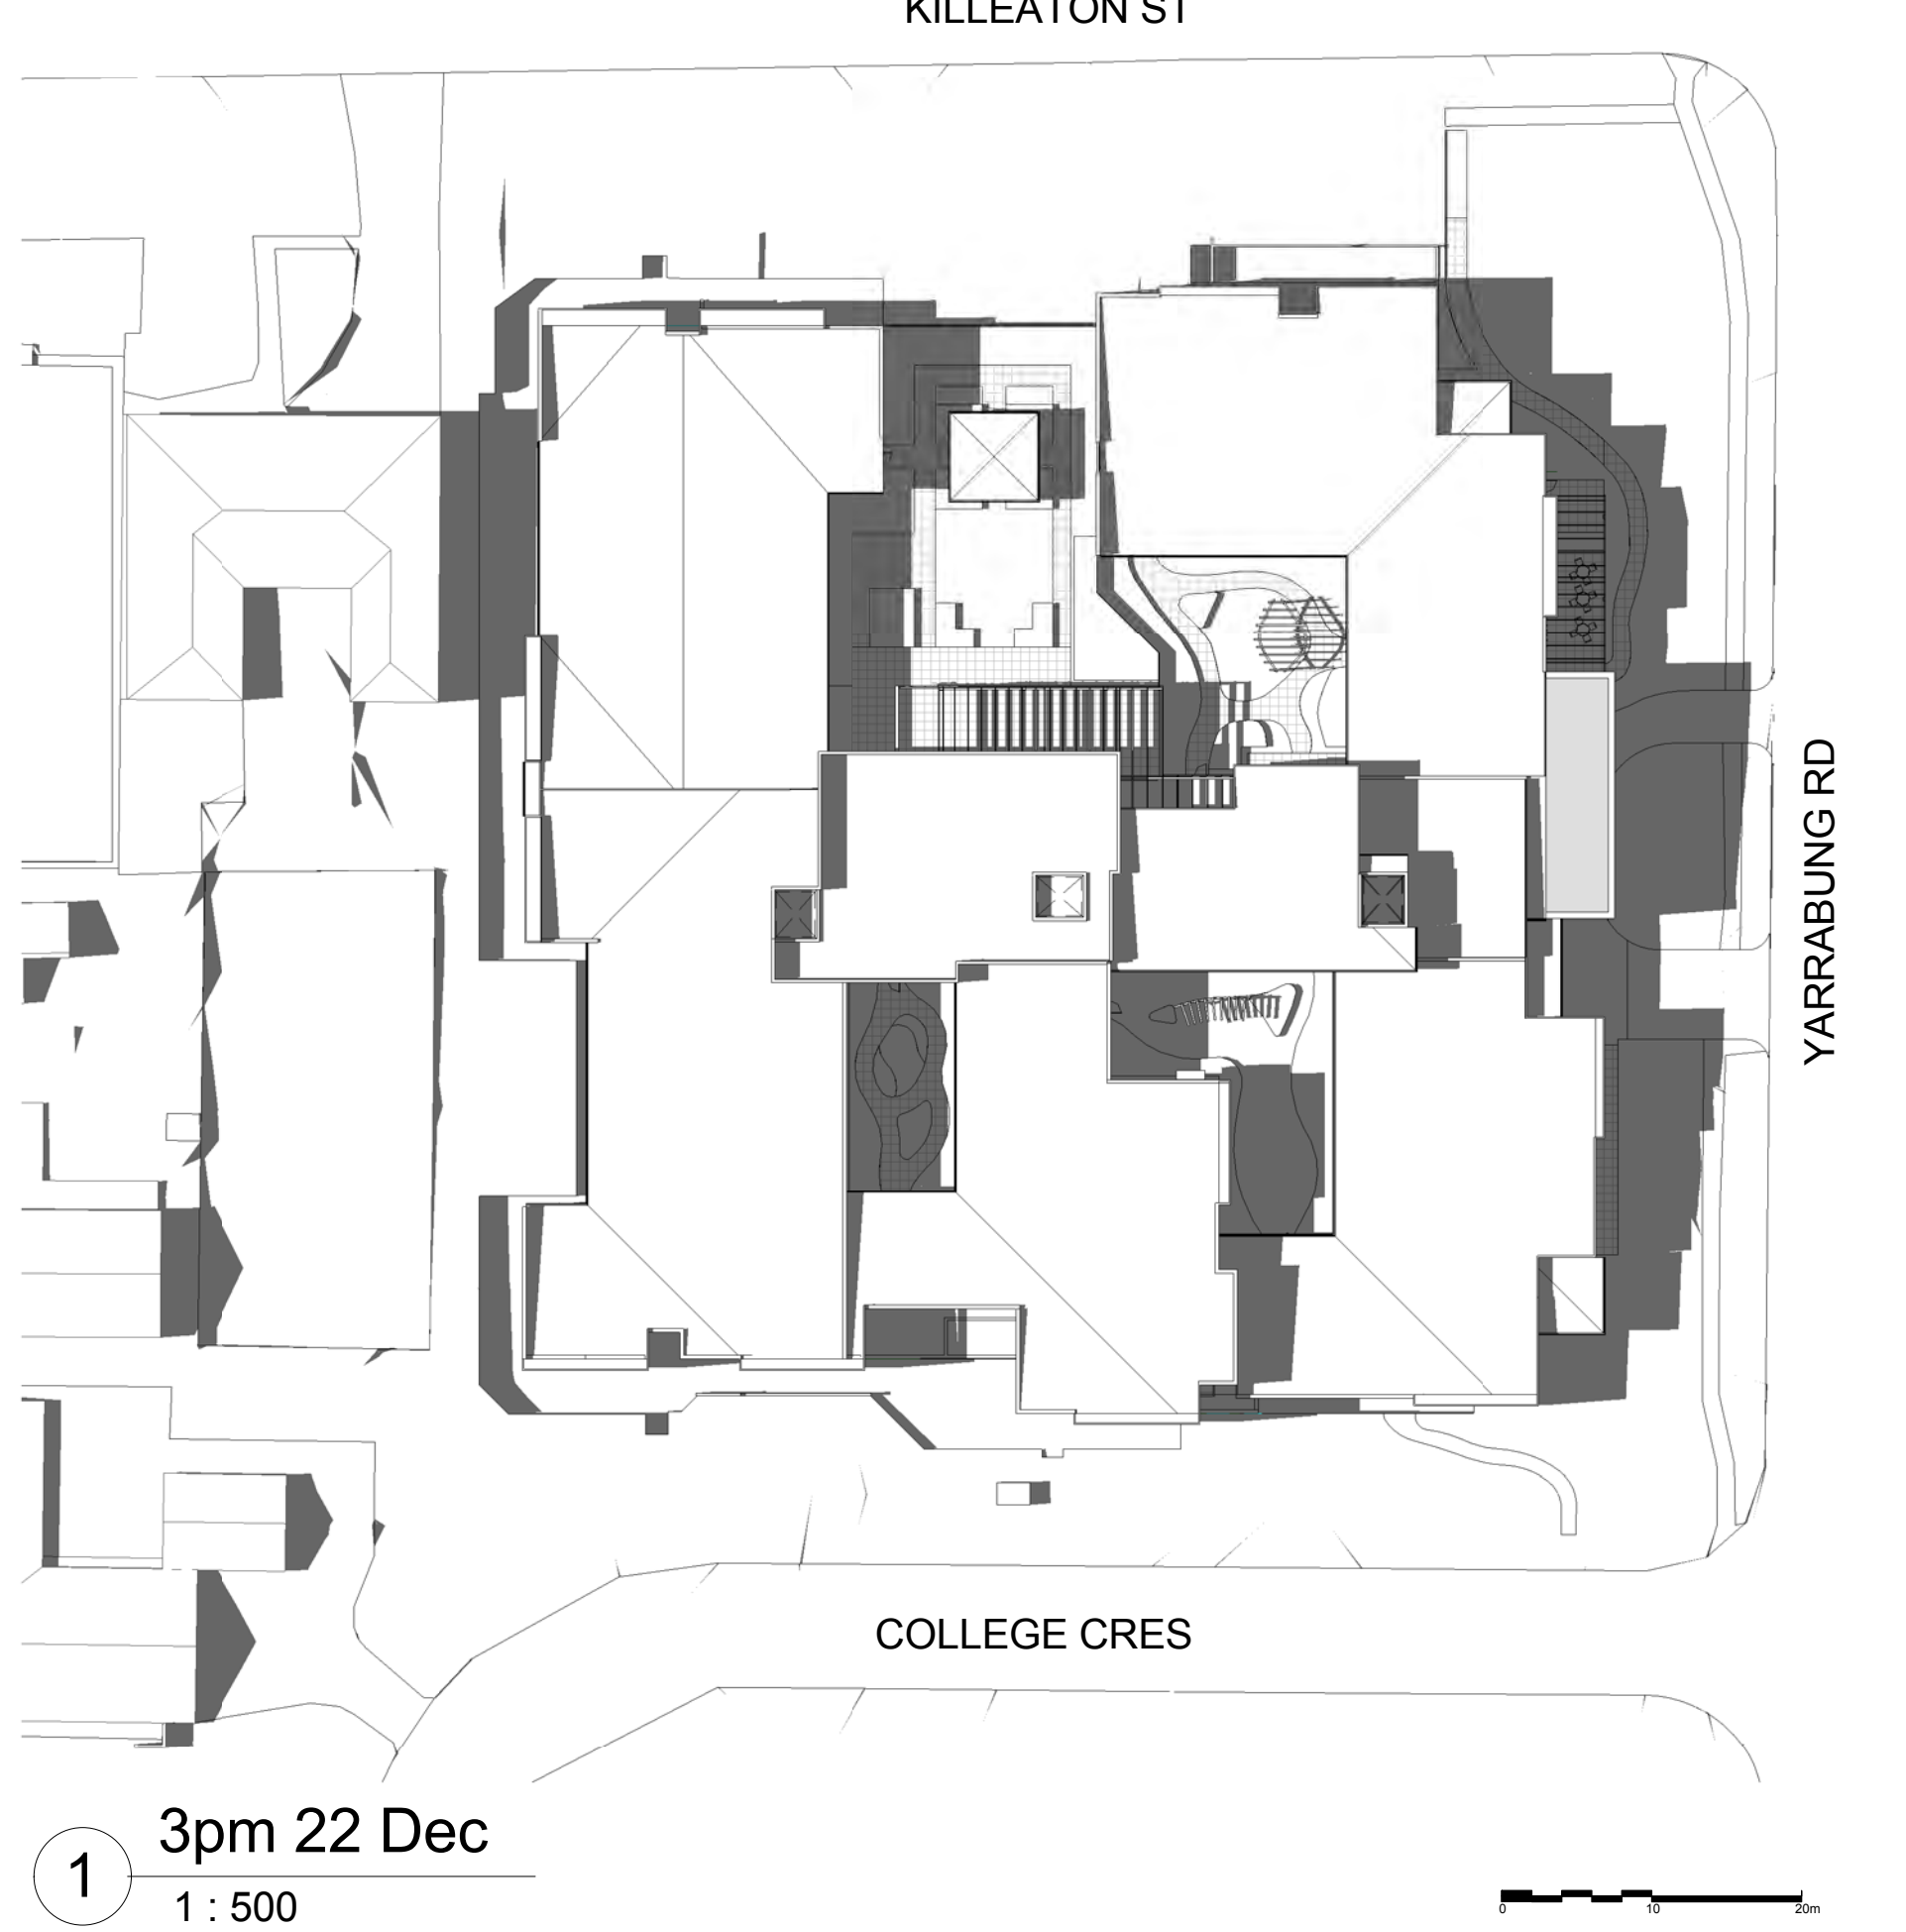 KILLEATON ST
YARRABUNG RD
COLLEGE CRES
3pm 22 Dec
1
1 : 500
0 10 20m